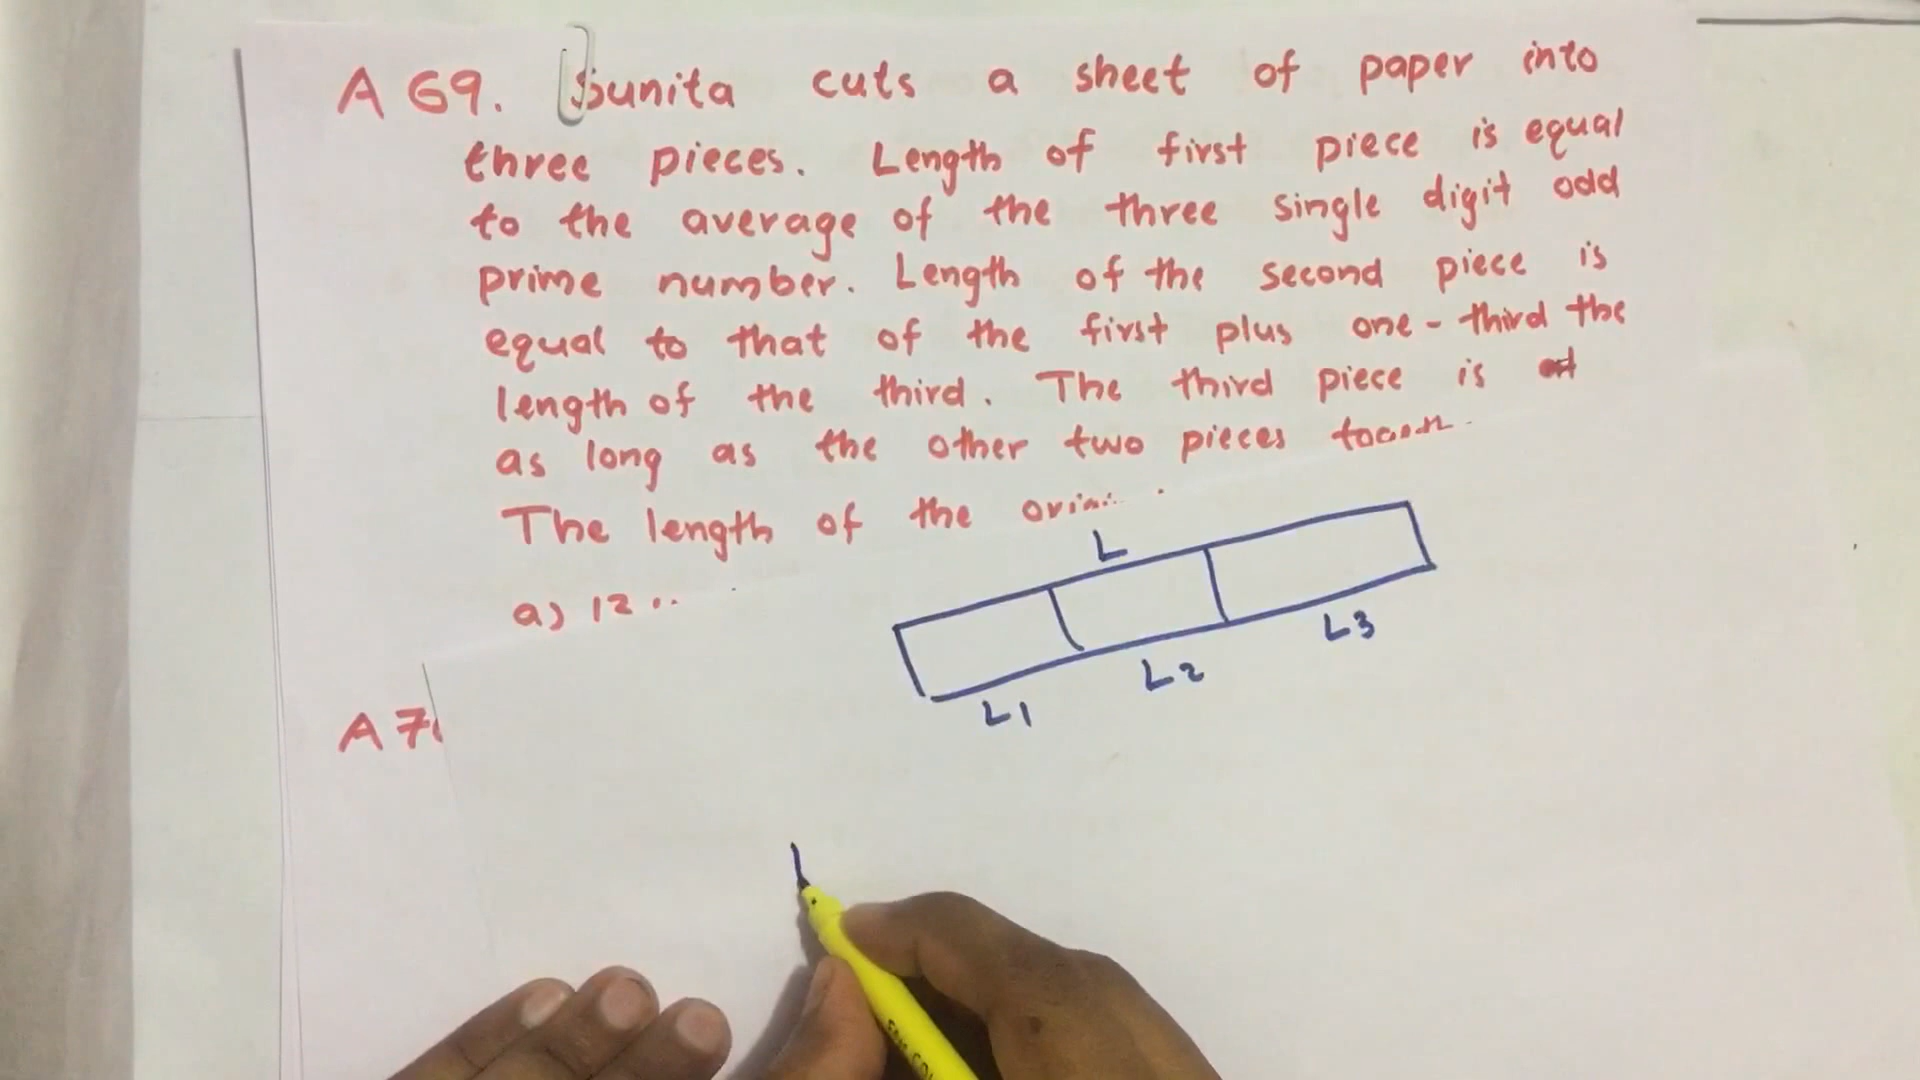 A 69. Sunita cuts a sheet of paper into
three pieces. Length of first piece is equal
to the average of the three single digit odd
prime number. Length of the second piece is
equal to that of the first plus one-third the
length of the third. The third piece is
as long as the other two pieces
The length of the
a) 12
L
L1
L2
L3
A 7